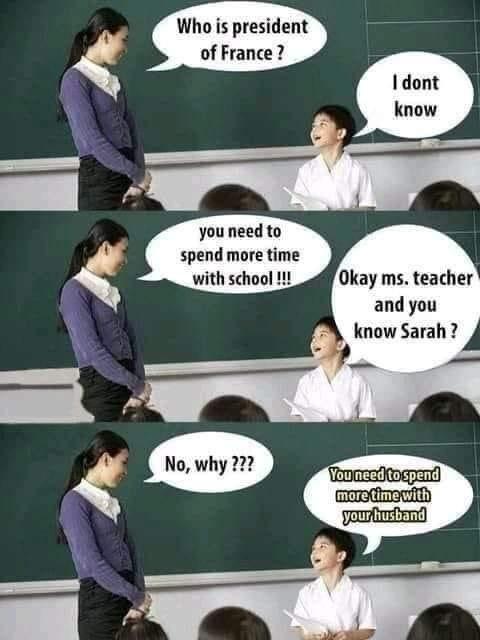 Who is president
of France ?
I dont
know
you need to
spend more time
with school !!!
Okay ms. teacher
and you
know Sarah ?
No, why ???
You need to spend
more time with
your husband